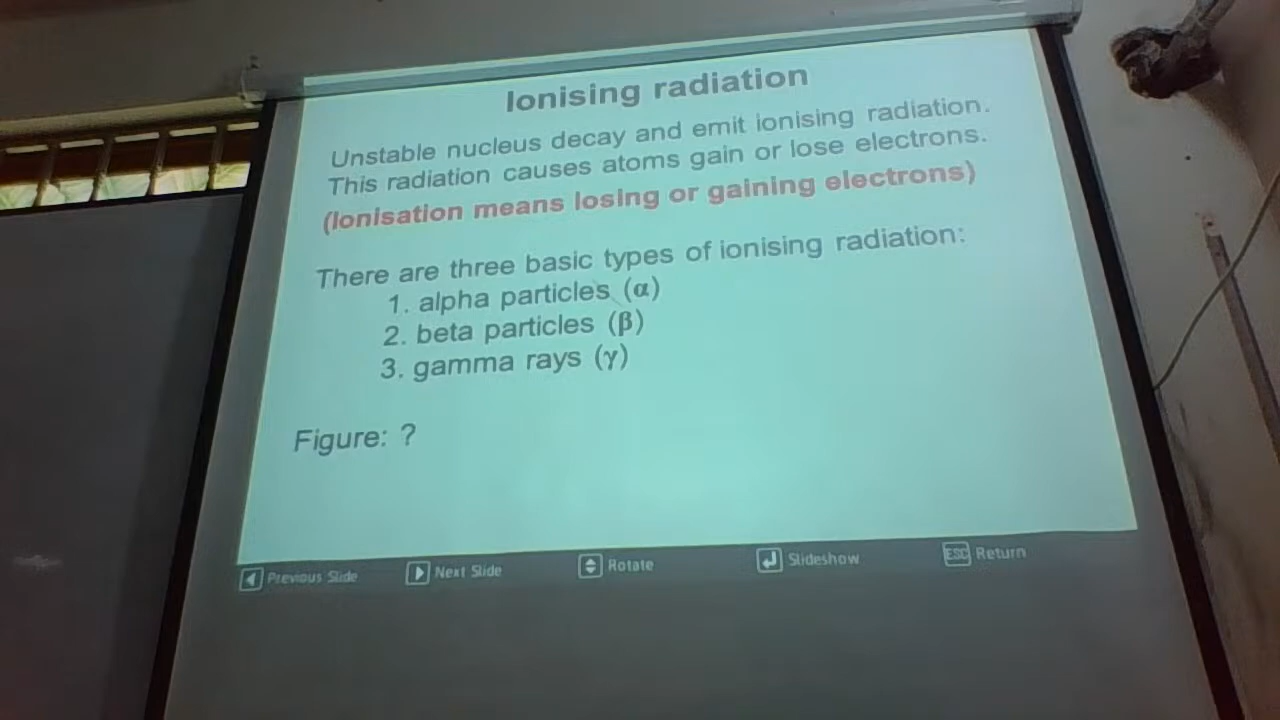 Ionising radiation
Unstable nucleus decay and emit ionising radiation.
This radiation causes atoms gain or lose electrons.
(Ionisation means losing or gaining electrons)
There are three basic types of ionising radiation:
1. alpha particles (α)
2. beta particles (β)
3. gamma rays (γ)
Figure: ?
Previous Slide Next Slide Rotate Slideshow ESC Return